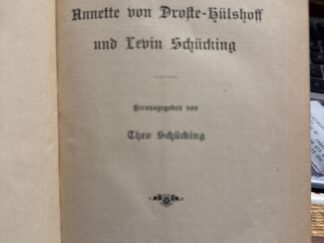 Annette von Droste-Hülshoff
und Levin Schücking
Herausgegeben von
Theo Schücking